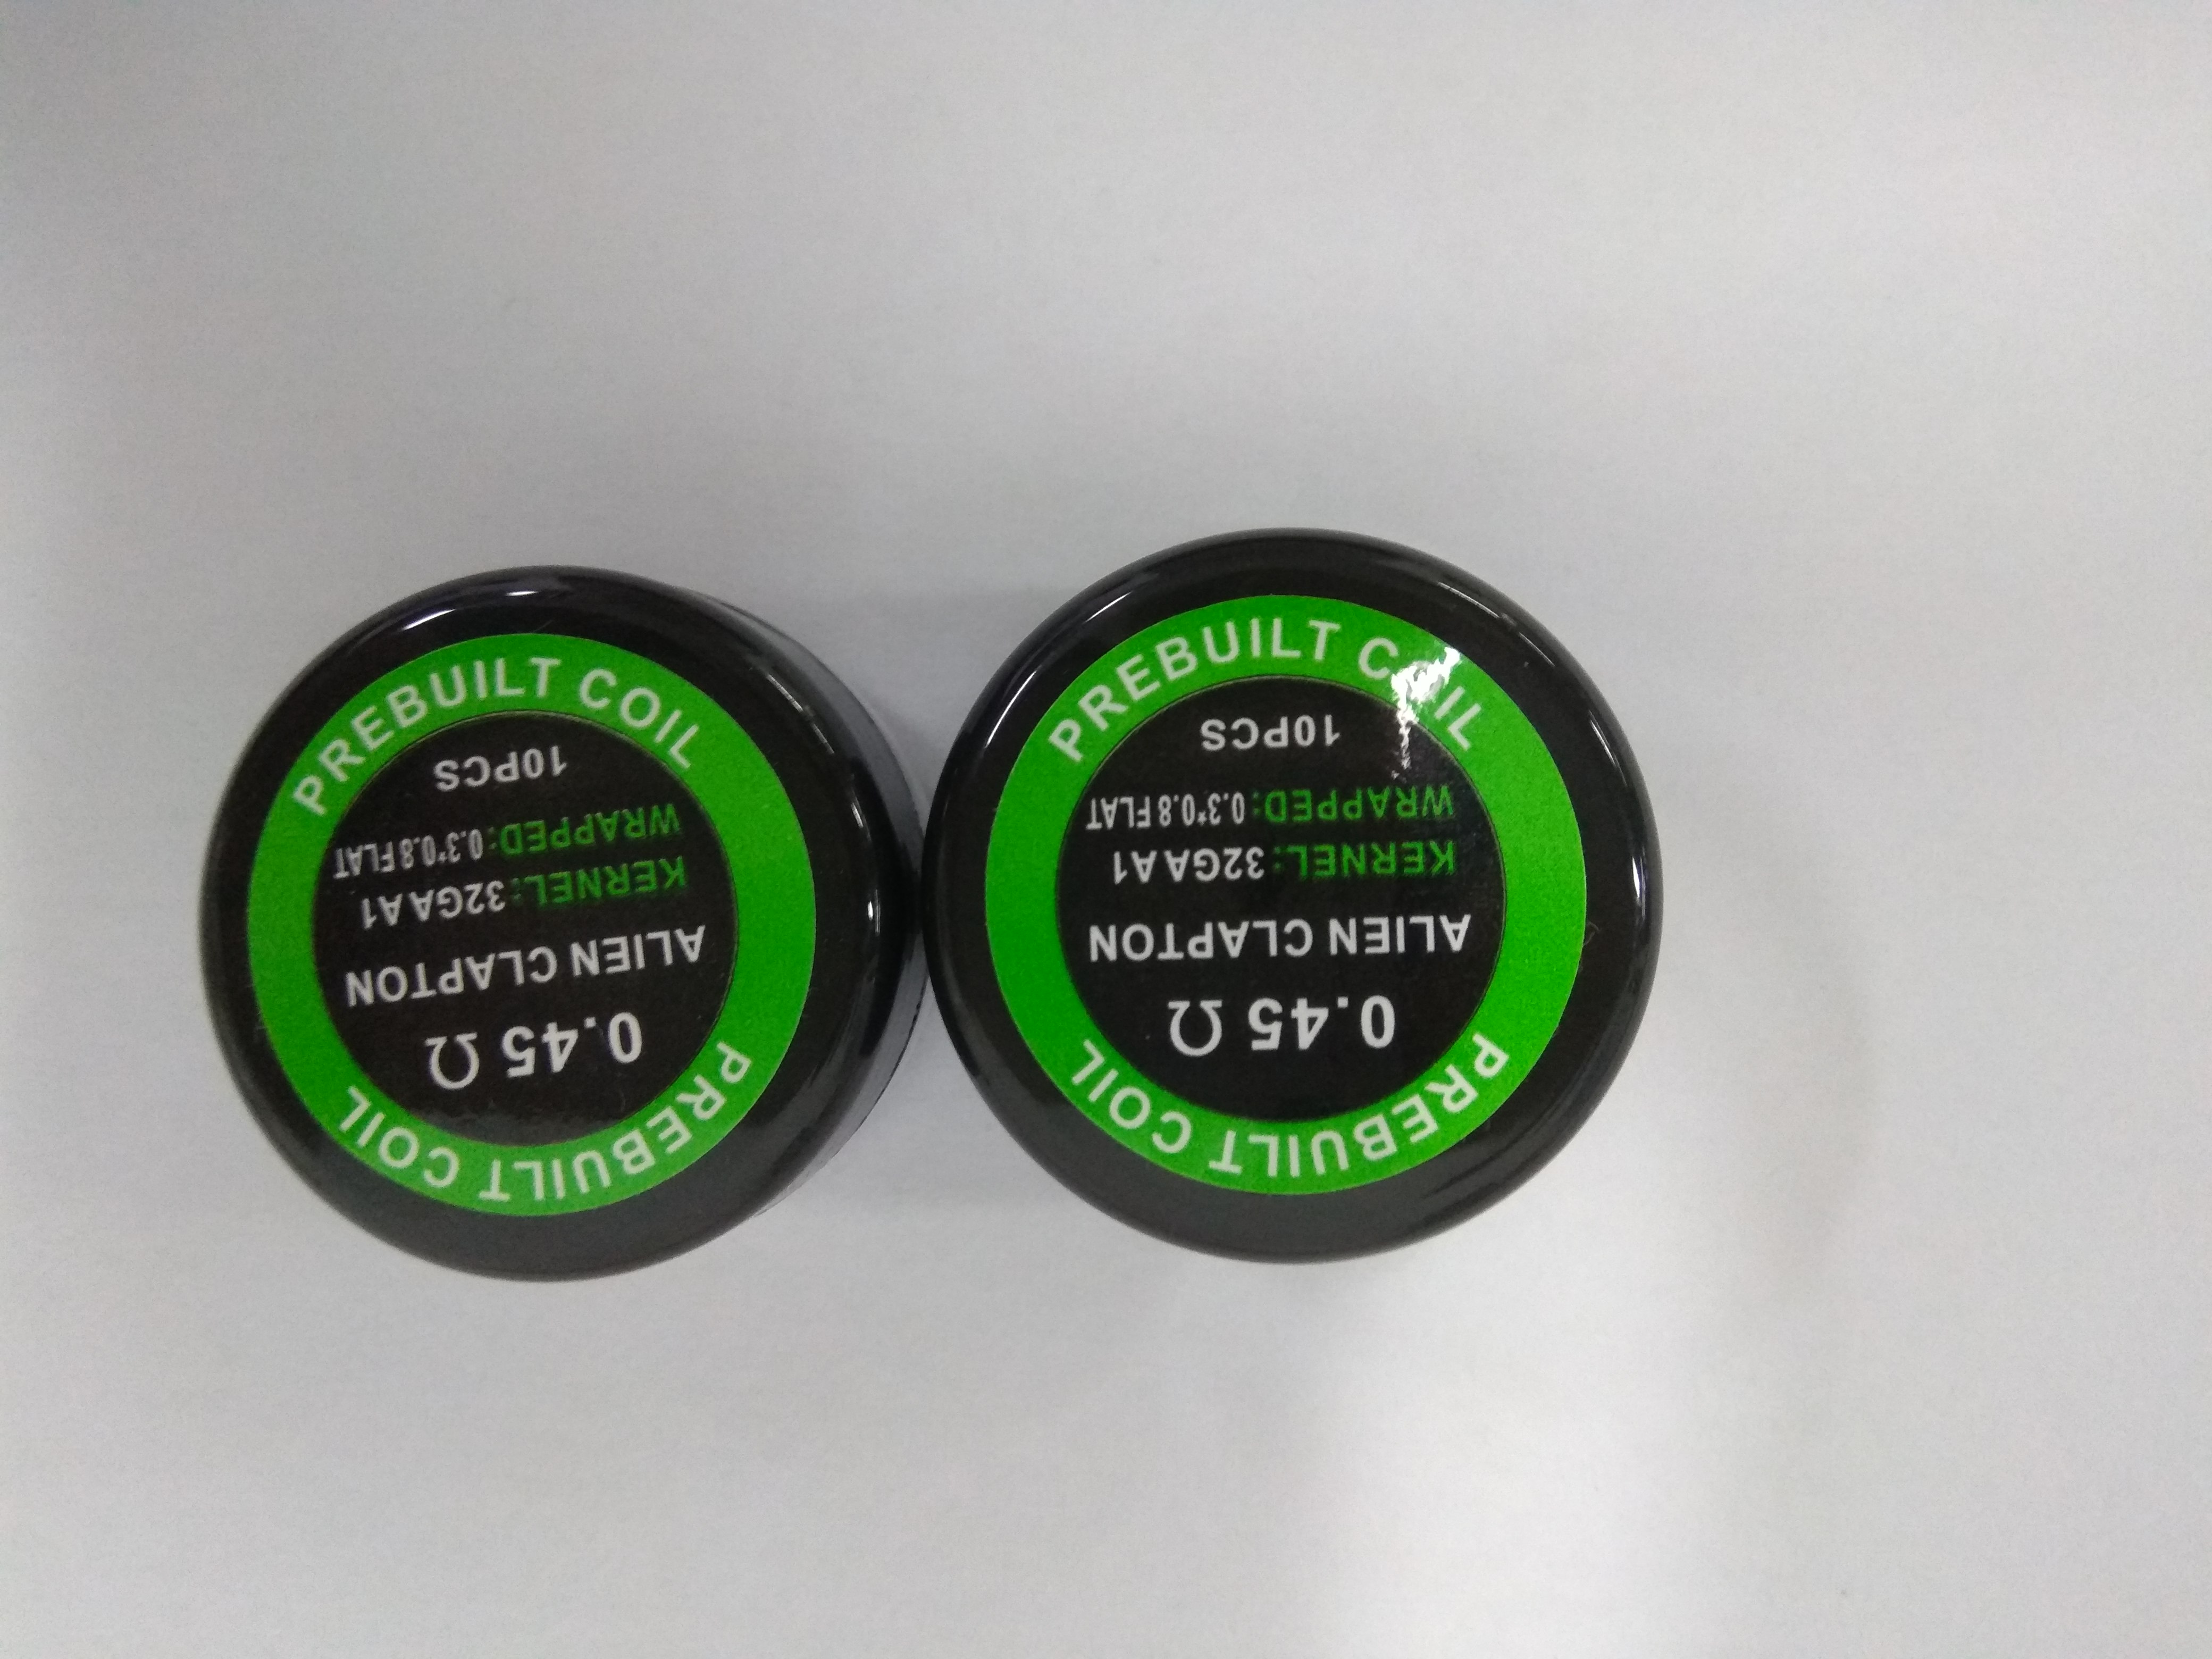 PREBUILT COIL
0.45 Ω
ALIEN CLAPTON
KERNEL: 32GA A1
WRAPPED: 0.3*0.8 FLAT
10PCS
PREBUILT COIL
PREBUILT COIL
0.45 Ω
ALIEN CLAPTON
KERNEL: 32GA A1
WRAPPED: 0.3*0.8 FLAT
10PCS
PREBUILT COIL